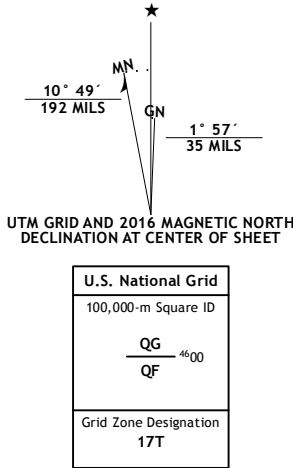 ★
MN
10° 49´
192 MILS
GN
1° 57´
35 MILS
UTM GRID AND 2016 MAGNETIC NORTH
DECLINATION AT CENTER OF SHEET
U.S. National Grid
100,000-m Square ID
QG
QF
4600
Grid Zone Designation
17T